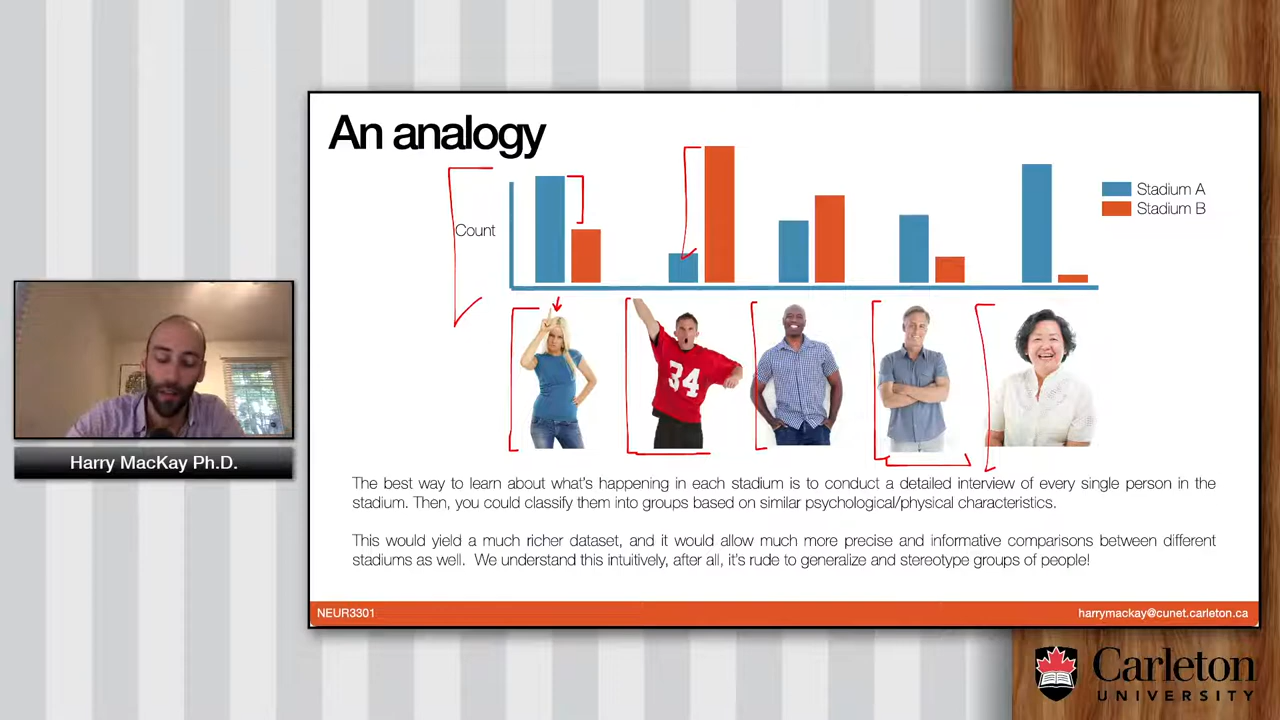 An analogy
Count
Stadium A
Stadium B
34
The best way to learn about what's happening in each stadium is to conduct a detailed interview of every single person in the
stadium. Then, you could classify them into groups based on similar psychological/physical characteristics.
This would yield a much richer dataset, and it would allow much more precise and informative comparisons between different
stadiums as well. We understand this intuitively, after all, it's rude to generalize and stereotype groups of people!
NEUR3301
harrymackay@cunet.carleton.ca
Harry MacKay Ph.D.
Carleton
UNIVERSITY